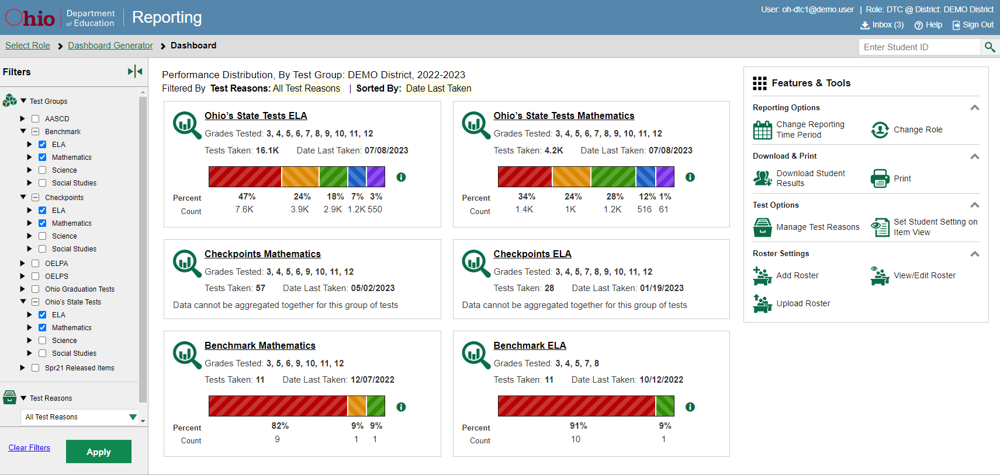 Ohio Department of Education Reporting
User: oh-dtc1@demo.user | Role: DTC @ District: DEMO District
Inbox (3) Help Sign Out
Select Role Dashboard Generator Dashboard
Enter Student ID
Filters
Test Groups
AASCD
Benchmark
ELA
Mathematics
Science
Social Studies
Checkpoints
ELA
Mathematics
Science
Social Studies
OELPA
OELPS
Ohio Graduation Tests
Ohio's State Tests
ELA
Mathematics
Science
Social Studies
Spr21 Released Items
Test Reasons
All Test Reasons
Clear Filters Apply
Performance Distribution, By Test Group: DEMO District, 2022-2023
Filtered By Test Reasons: All Test Reasons | Sorted By: Date Last Taken
Ohio's State Tests ELA
Grades Tested: 3, 4, 5, 6, 7, 8, 9, 10, 11, 12
Tests Taken: 16.1K Date Last Taken: 07/08/2023
Percent 47% 24% 18% 7% 3%
Count 7.6K 3.9K 2.9K 1.2K 550
Ohio's State Tests Mathematics
Grades Tested: 3, 4, 5, 6, 7, 8, 9, 10, 11, 12
Tests Taken: 4.2K Date Last Taken: 07/08/2023
Percent 34% 24% 28% 12% 1%
Count 1.4K 1K 1.2K 516 61
Checkpoints Mathematics
Grades Tested: 3, 4, 5, 6, 9, 10, 11, 12
Tests Taken: 57 Date Last Taken: 05/02/2023
Data cannot be aggregated together for this group of tests
Checkpoints ELA
Grades Tested: 3, 4, 5, 7, 8, 9, 10, 11, 12
Tests Taken: 28 Date Last Taken: 01/19/2023
Data cannot be aggregated together for this group of tests
Benchmark Mathematics
Grades Tested: 3, 5, 6, 9, 10, 11, 12
Tests Taken: 11 Date Last Taken: 12/07/2022
Percent 82% 9% 9%
Count 9 1 1
Benchmark ELA
Grades Tested: 3, 4, 5, 7, 8
Tests Taken: 11 Date Last Taken: 10/12/2022
Percent 91% 9%
Count 10 1
Features & Tools
Reporting Options
Change Reporting
Time Period
Change Role
Download & Print
Download Student
Results
Print
Test Options
Manage Test Reasons
Set Student Setting on
Item View
Roster Settings
Add Roster
View/Edit Roster
Upload Roster